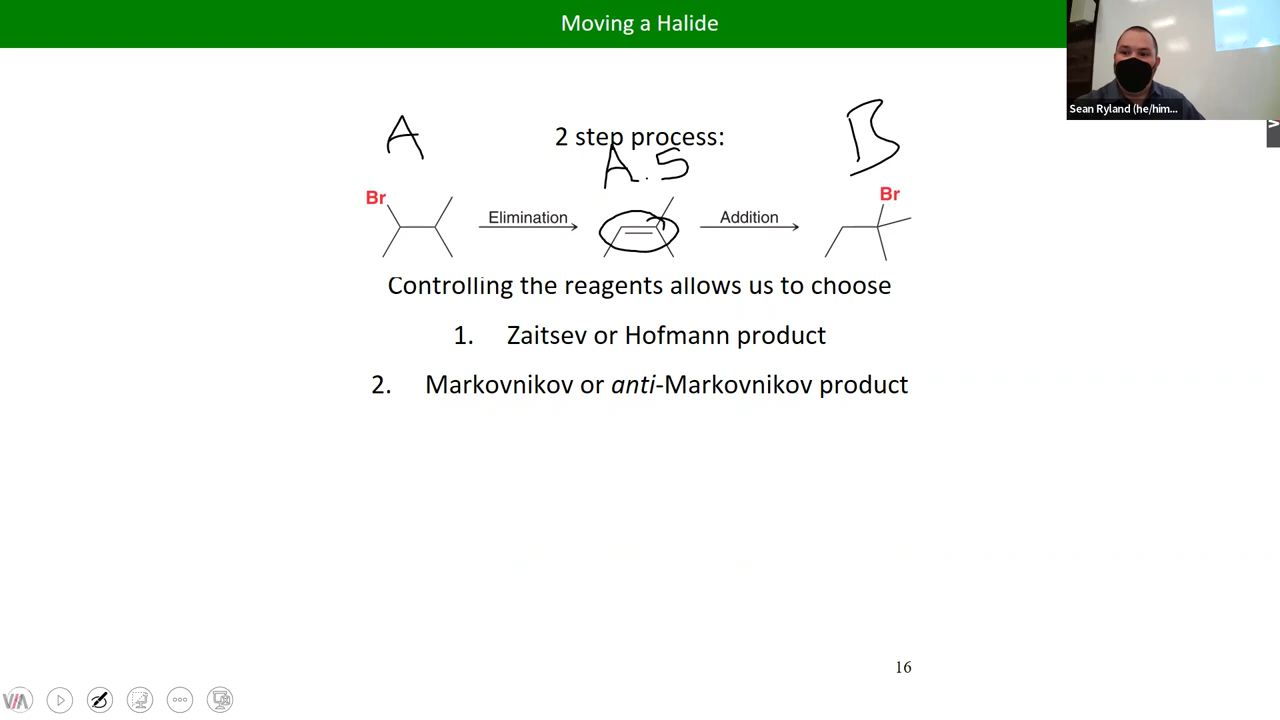 Moving a Halide
Sean Ryland (he/him...
A
2 step process:
A.5
B
Br
Elimination
Addition
Br
Controlling the reagents allows us to choose
1. Zaitsev or Hofmann product
2. Markovnikov or anti-Markovnikov product
16